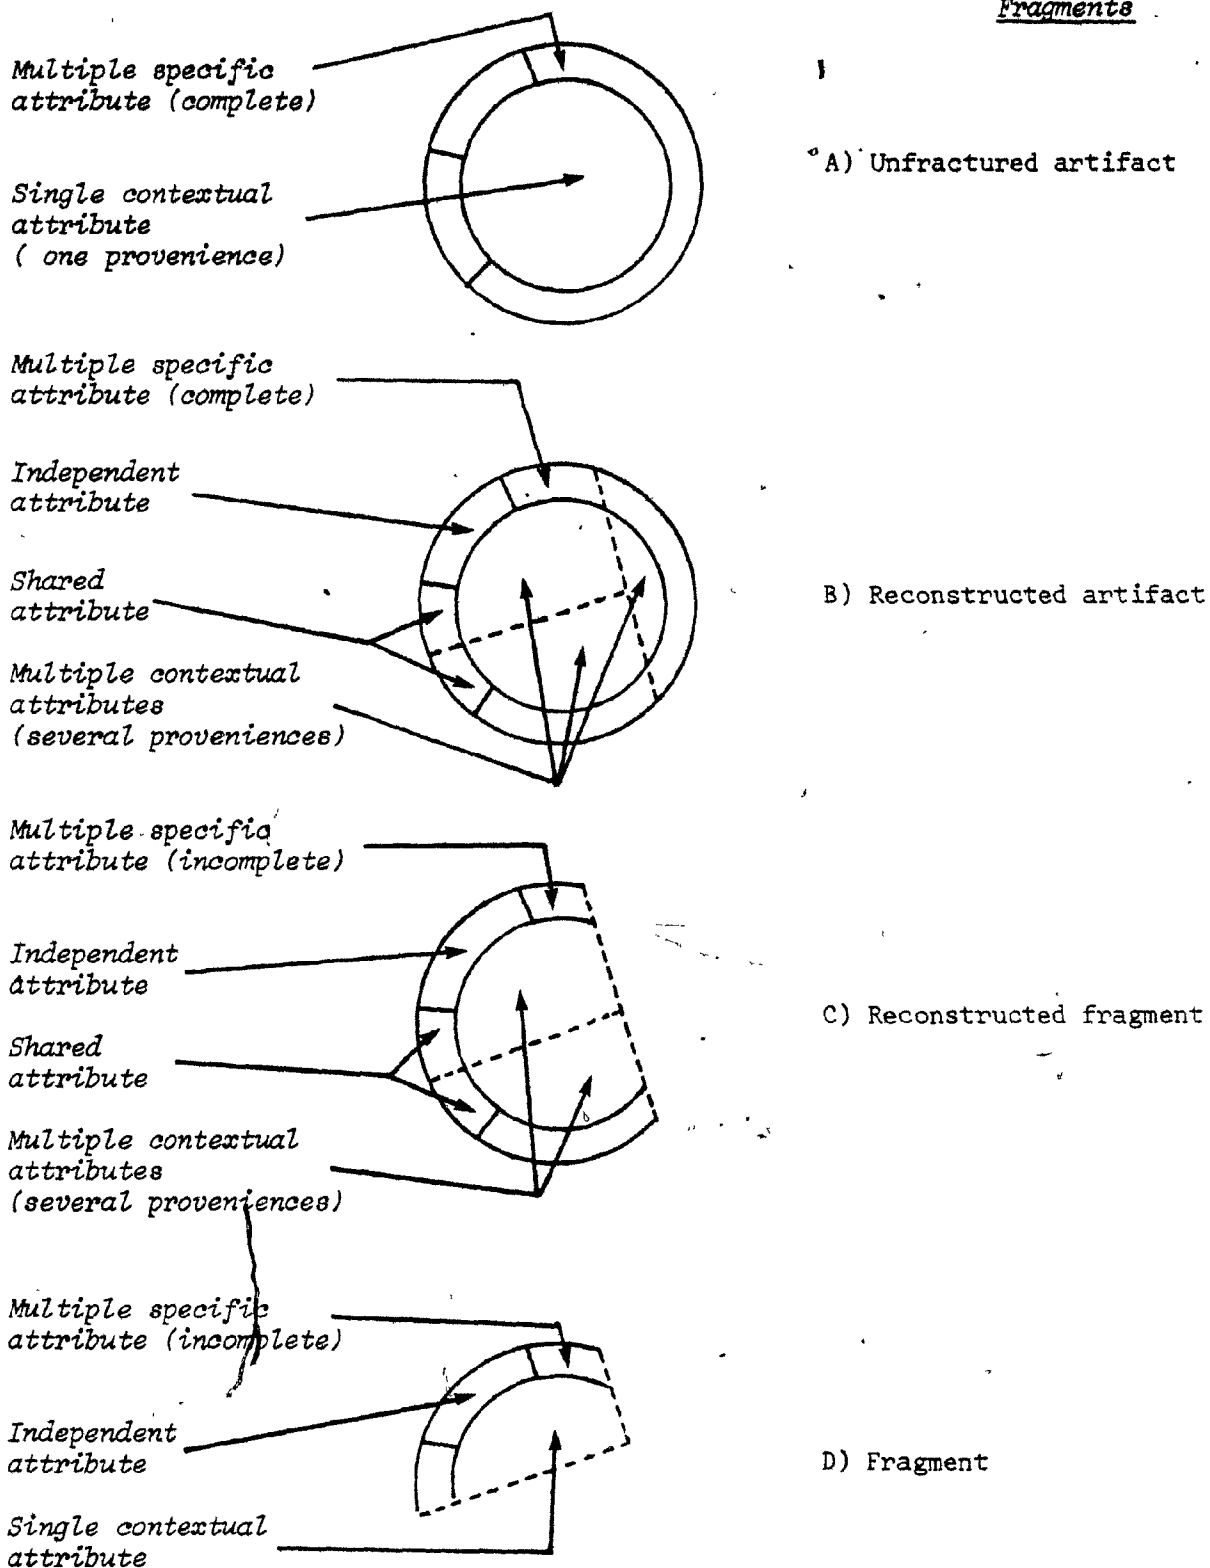 Fragments
Multiple specific
attribute (complete)
A) Unfractured artifact
Single contextual
attribute
( one provenience)
Multiple specific
attribute (complete)
Independent
attribute
Shared
attribute
B) Reconstructed artifact
Multiple contextual
attributes
(several proveniences)
Multiple specific
attribute (incomplete)
Independent
Attribute
C) Reconstructed fragment
Shared
attribute
Multiple contextual
attributes
(several proveniences)
Multiple specific
attribute (incomplete)
Independent
attribute
D) Fragment
Single contextual
attribute